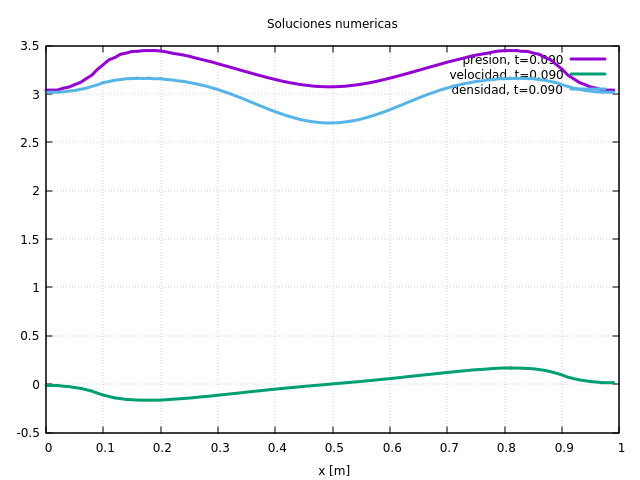 Soluciones numericas
3.5
3
2.5
2
1.5
1
0.5
0
-0.5
presion, t=0.090
velocidad, t=0.090
densidad, t=0.090
0 0.1 0.2 0.3 0.4 0.5 0.6 0.7 0.8 0.9 1
x [m]